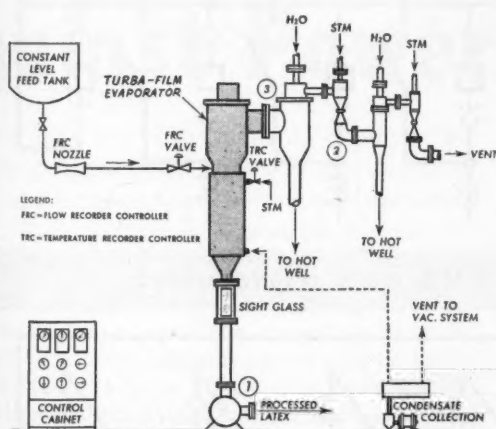 H₂O
STM
H₂O
STM
CONSTANT
LEVEL
FEED TANK
TURBA-FILM
EVAPORATOR
3
FRC
NOZZLE
FRC
VALVE
TRC
VALVE
2
VENT
STM
LEGEND:
FRC = FLOW RECORDER CONTROLLER
TRC = TEMPERATURE RECORDER CONTROLLER
TO HOT
WELL
TO HOT
WELL
SIGHT GLASS
VENT TO
VAC. SYSTEM
CONTROL
CABINET
1
PROCESSED
LATEX
CONDENSATE
COLLECTION